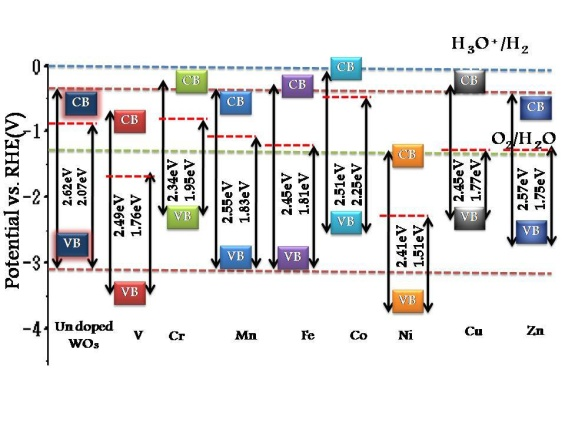 H₃O⁺/H₂
0
CB
CB
CB
CB
CB
CB
CB
CB
CB
-1
O₂/H₂O
Potential vs. RHE(V)
2.62eV
2.07eV
2.49eV
1.76eV
2.34eV
1.95eV
2.55eV
1.83eV
2.45eV
1.81eV
2.51eV
2.25eV
2.41eV
1.51eV
2.45eV
1.77eV
2.57eV
1.75eV
-2
VB
VB
VB
VB
VB
VB
VB
VB
VB
-3
-4
Undoped
WO₃
V
Cr
Mn
Fe
Co
Ni
Cu
Zn